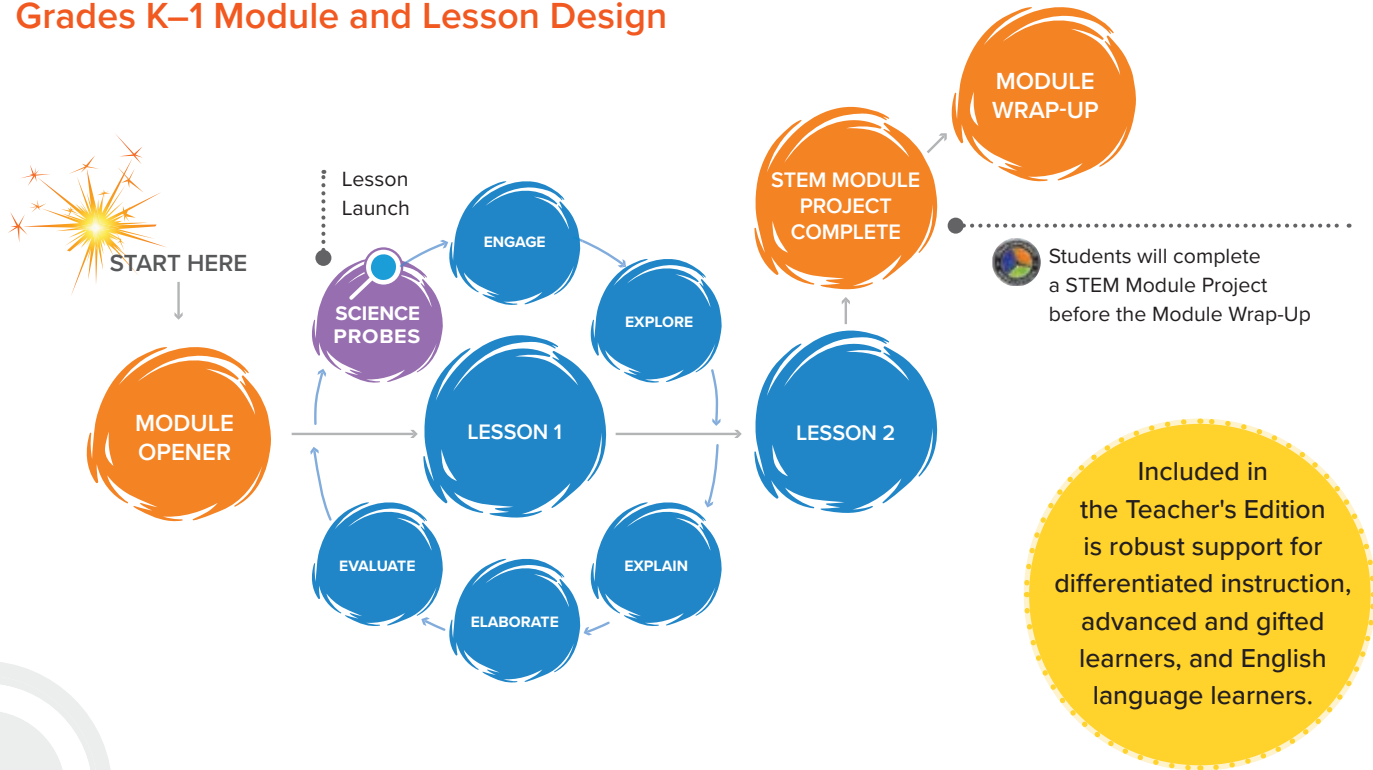 Grades K–1 Module and Lesson Design
START HERE
MODULE
OPENER
Lesson
Launch
SCIENCE
PROBES
ENGAGE
EXPLORE
EXPLAIN
ELABORATE
EVALUATE
LESSON 1
LESSON 2
STEM MODULE
PROJECT
COMPLETE
MODULE
WRAP-UP
Students will complete
a STEM Module Project
before the Module Wrap-Up
Included in
the Teacher's Edition
is robust support for
differentiated instruction,
advanced and gifted
learners, and English
language learners.